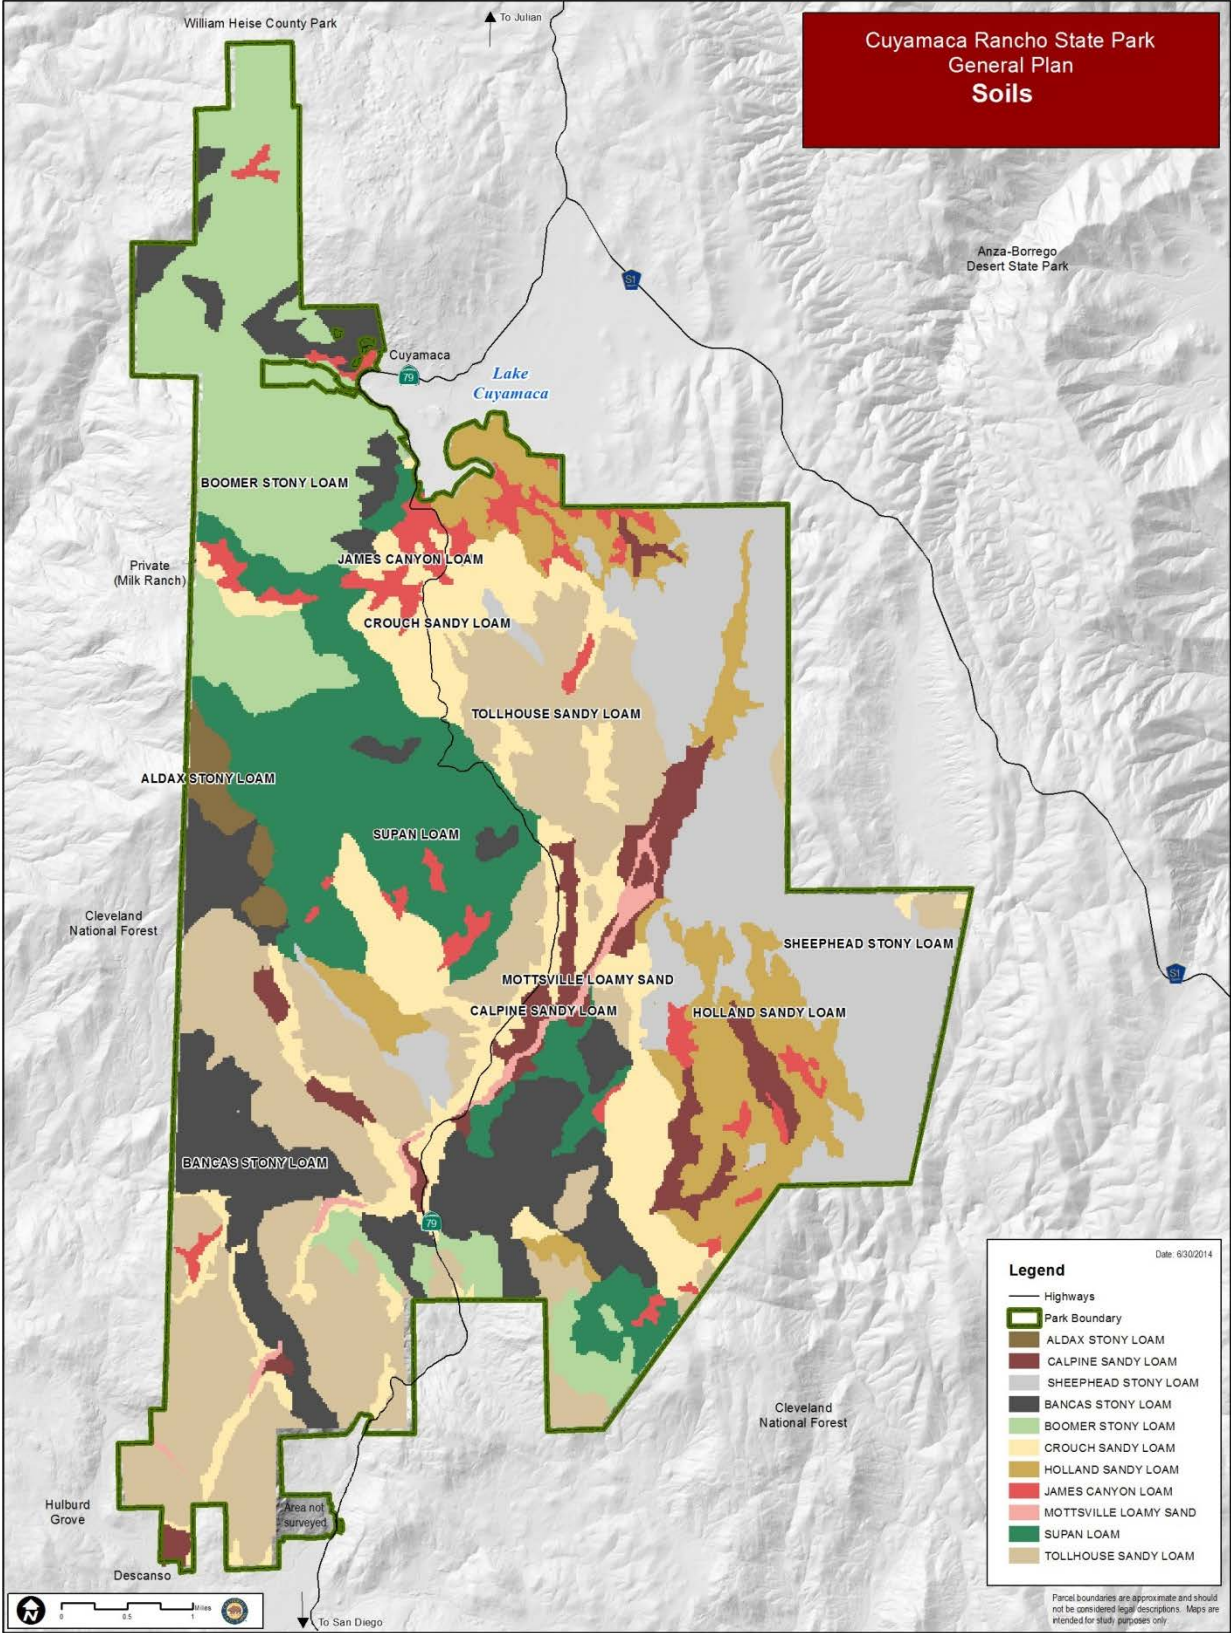 William Heise County Park
To Julian
Cuyamaca Rancho State Park
General Plan
Soils
Anza-Borrego
Desert State Park
S1
Cuyamaca
79
Lake
Cuyamaca
BOOMER STONY LOAM
JAMES CANYON LOAM
Private
(Milk Ranch)
CROUCH SANDY LOAM
TOLLHOUSE SANDY LOAM
ALDAX STONY LOAM
SUPAN LOAM
Cleveland
National Forest
SHEEPHEAD STONY LOAM
S1
MOTTSVILLE LOAMY SAND
CALPINE SANDY LOAM
HOLLAND SANDY LOAM
BANCAS STONY LOAM
79
Cleveland
National Forest
Hulburd
Grove
Area not
surveyed
Descanso
To San Diego
N
0 0.5 1 Miles
Date: 6/30/2014
Legend
Highways
Park Boundary
ALDAX STONY LOAM
CALPINE SANDY LOAM
SHEEPHEAD STONY LOAM
BANCAS STONY LOAM
BOOMER STONY LOAM
CROUCH SANDY LOAM
HOLLAND SANDY LOAM
JAMES CANYON LOAM
MOTTSVILLE LOAMY SAND
SUPAN LOAM
TOLLHOUSE SANDY LOAM
Parcel boundaries are approximate and should
not be considered legal descriptions. Maps are
intended for study purposes only.